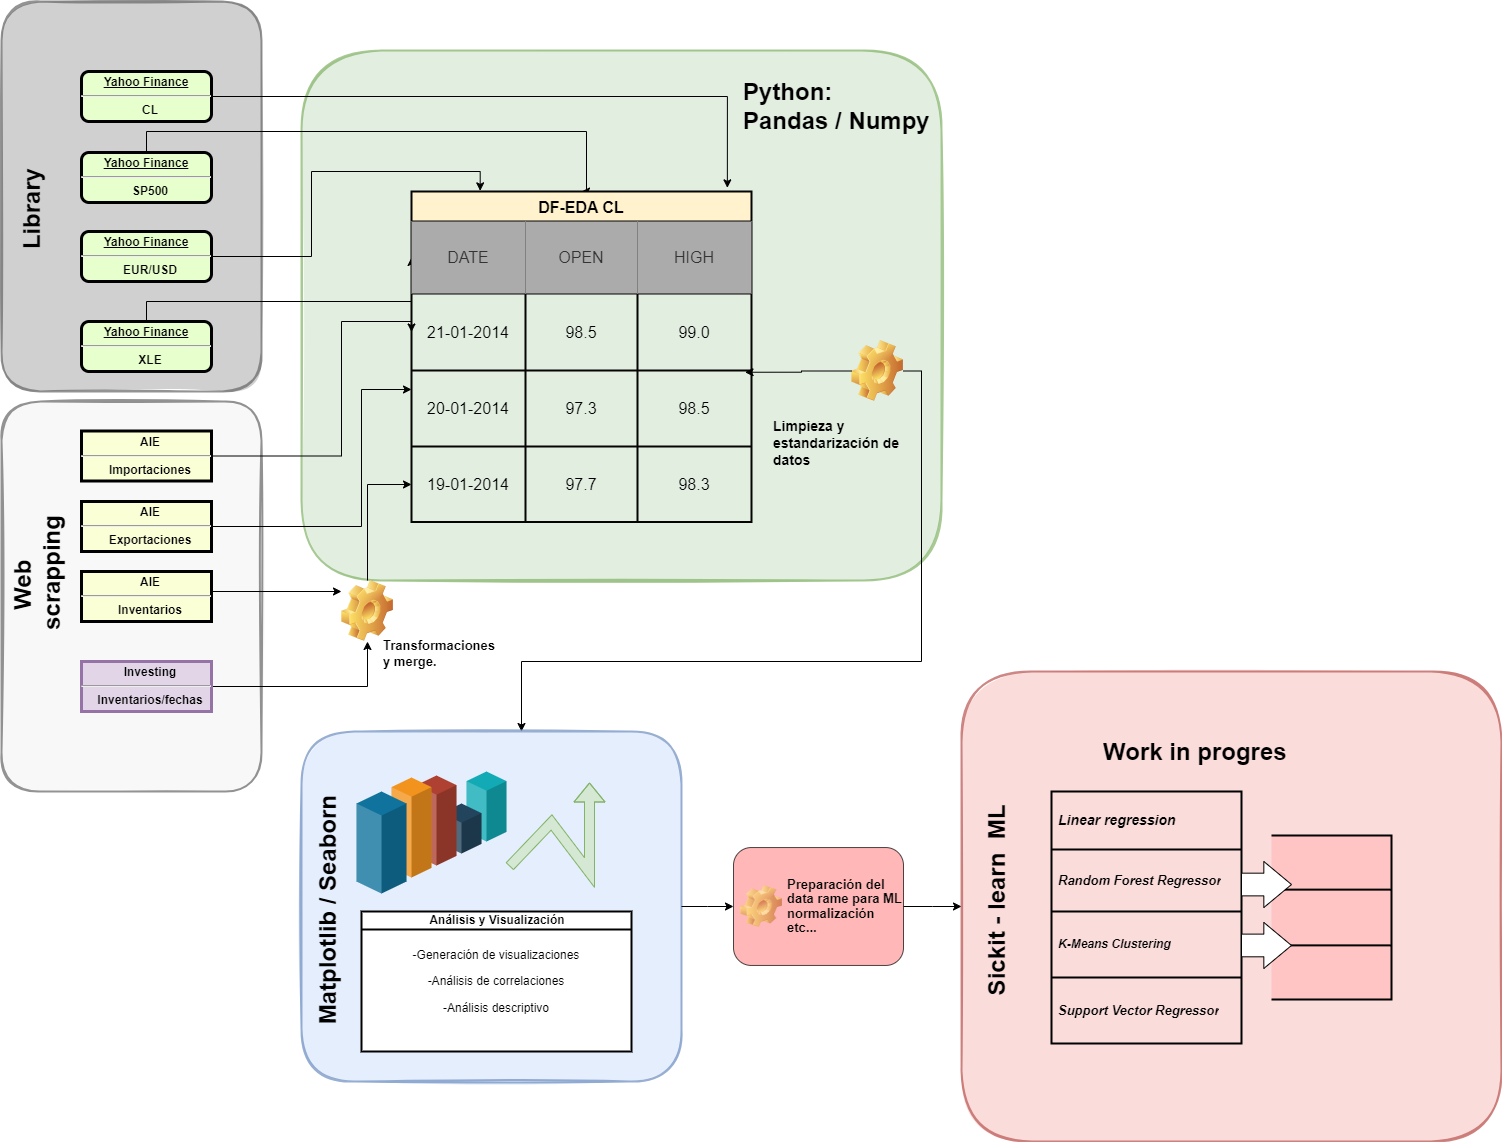 Library
Yahoo Finance
CL
Yahoo Finance
SP500
Yahoo Finance
EUR/USD
Yahoo Finance
XLE
Web
scrapping
AIE
Importaciones
AIE
Exportaciones
AIE
Inventarios
Investing
Inventarios/fechas
Python:
Pandas / Numpy
DF-EDA CL
DATE OPEN HIGH
21-01-2014 98.5 99.0
20-01-2014 97.3 98.5
19-01-2014 97.7 98.3
Limpieza y
estandarización de
datos
Transformaciones
y merge.
Matplotlib / Seaborn
Análisis y Visualización
-Generación de visualizaciones
-Análisis de correlaciones
-Análisis descriptivo
Preparación del
data rame para ML
normalización
etc...
Sickit - learn ML
Work in progres
Linear regression
Random Forest Regressor
K-Means Clustering
Support Vector Regressor